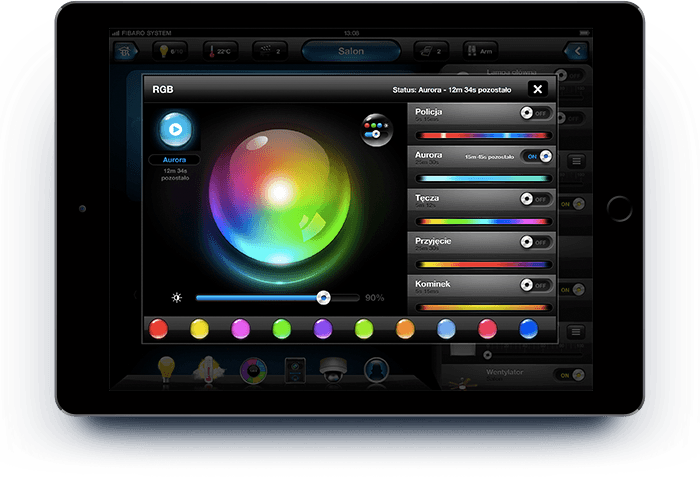 FIBARO SYSTEM
13:08
22°C
2
Salon
2
Arm
Lampa główna
RGB
Status: Aurora - 12m 34s pozostało
Policja
OFF
Aurora
15m 45s pozostało
ON
Aurora
12m 34s
pozostało
Tęcza
OFF
Przyjęcie
OFF
Kominek
OFF
90%
ON
ON
Wentylator
ON